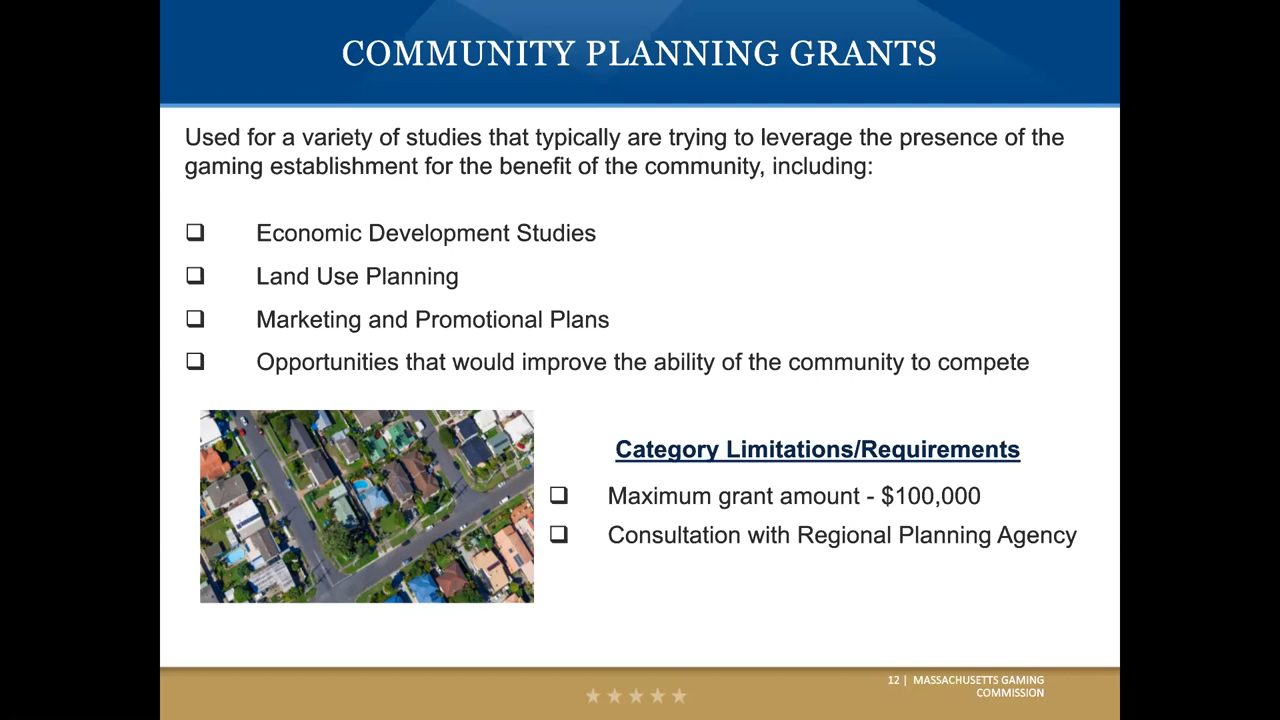 COMMUNITY PLANNING GRANTS
Used for a variety of studies that typically are trying to leverage the presence of the
gaming establishment for the benefit of the community, including:
Economic Development Studies
Land Use Planning
Marketing and Promotional Plans
Opportunities that would improve the ability of the community to compete
Category Limitations/Requirements
Maximum grant amount - $100,000
Consultation with Regional Planning Agency
12 | MASSACHUSETTS GAMING
COMMISSION